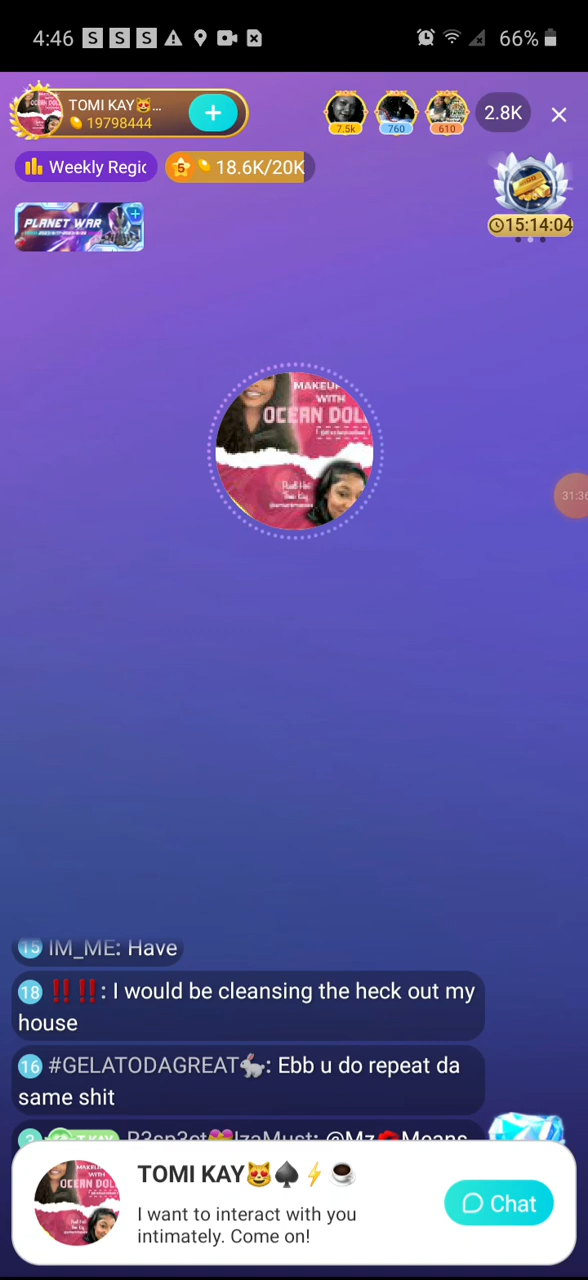 4:46 S S S 66%
TOMI KAY😻...
19798444
+
7.5k 760 610
2.8K
Weekly Regic
5 18.6K/20K
PLANET WAR
15:14:04
MAKEUP
WITH
OCEAN DOL
31:36
15 IM_ME: Have
18 ‼️‼️: I would be cleansing the heck out my
house
16 #GELATODAGREAT🐇: Ebb u do repeat da
same shit
TOMI KAY😻♠️⚡☕
I want to interact with you
intimately. Come on!
Chat